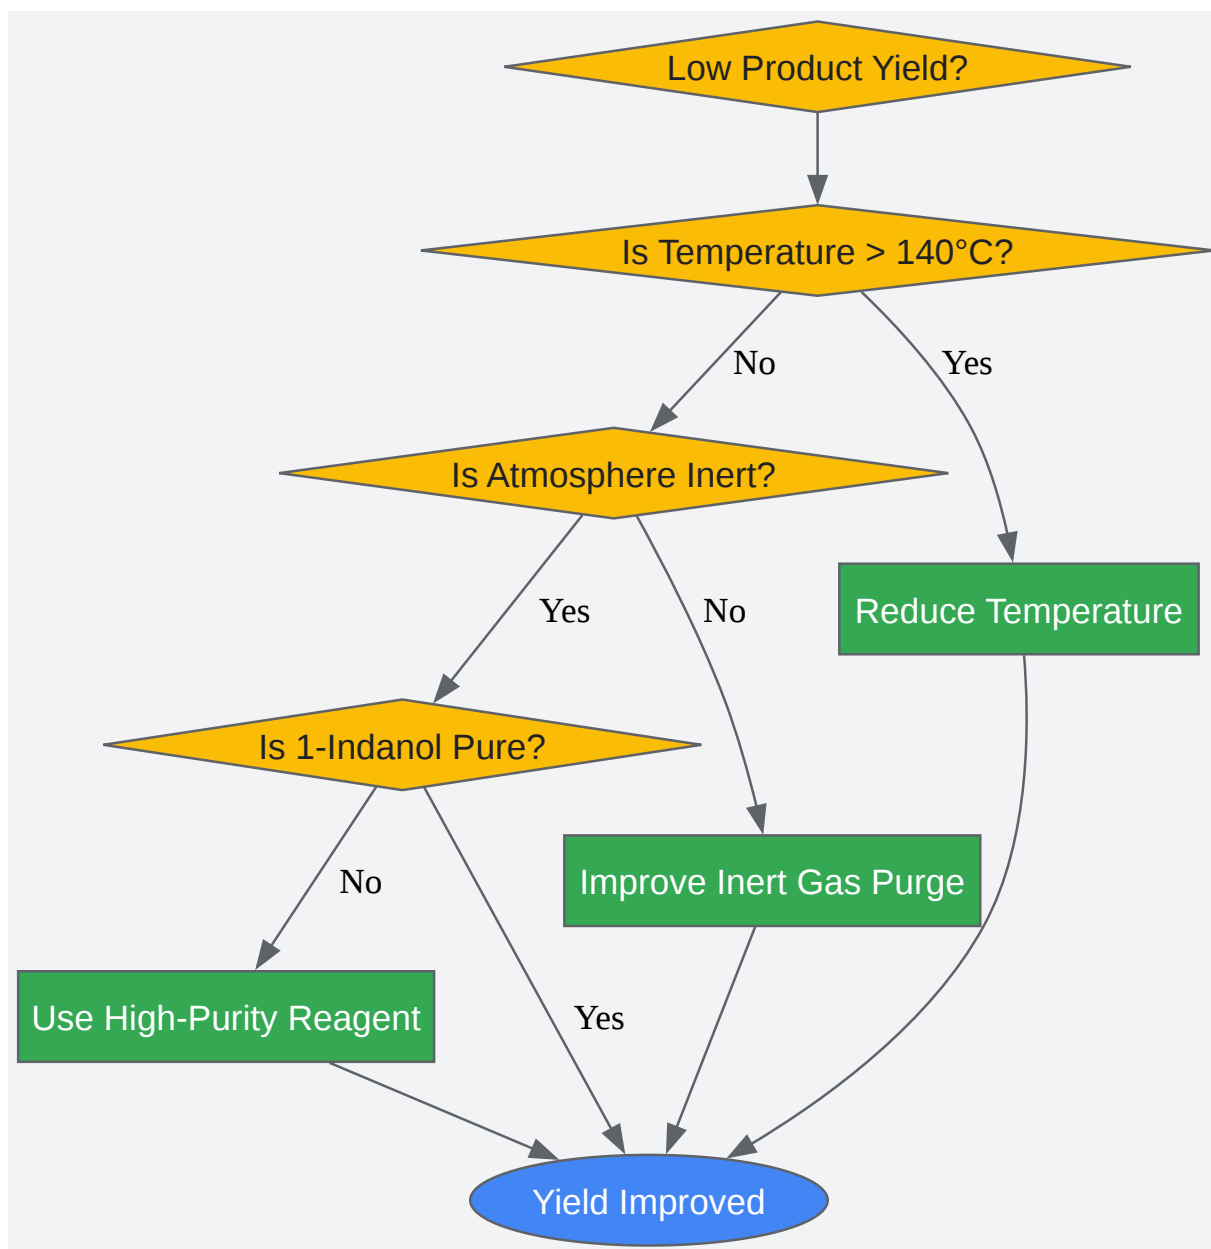 Low Product Yield?
Is Temperature > 140°C?
No
Yes
Is Atmosphere Inert?
Yes
No
Reduce Temperature
Is 1-Indanol Pure?
No
Improve Inert Gas Purge
Use High-Purity Reagent
Yes
Yield Improved